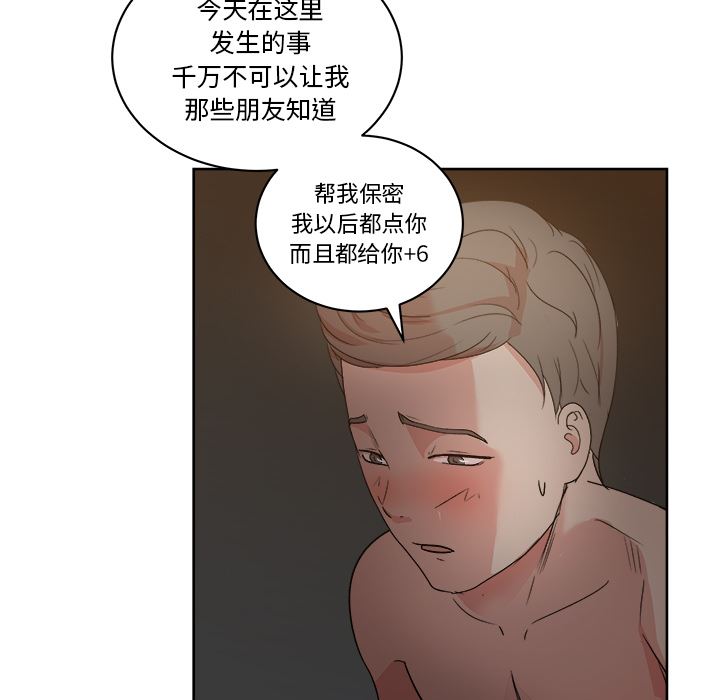 今天在这里
发生的事
千万不可以让我
那些朋友知道
帮我保密
我以后都点你
而且都给你+6